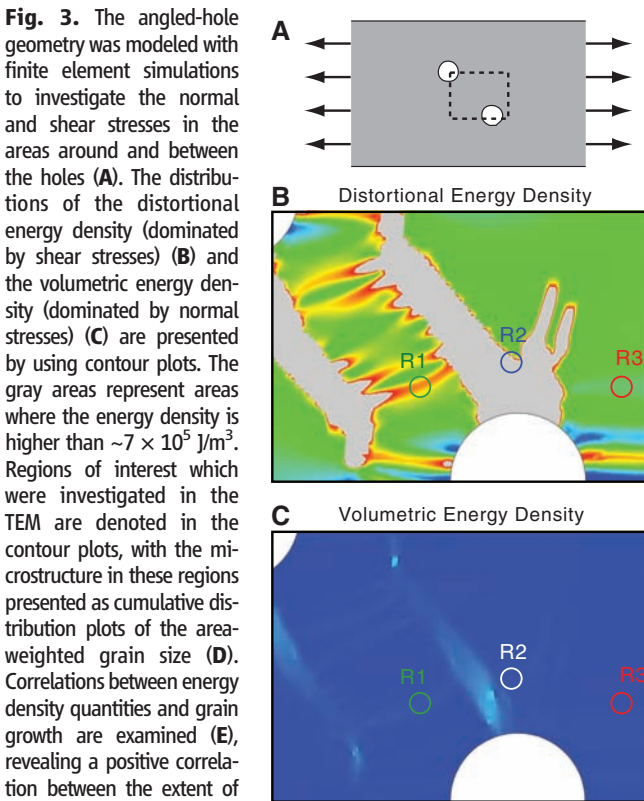 Fig. 3. The angled-hole
geometry was modeled with
finite element simulations
to investigate the normal
and shear stresses in the
areas around and between
the holes (A). The distribu-
tions of the distortional
energy density (dominated
by shear stresses) (B) and
the volumetric energy den-
sity (dominated by normal
stresses) (C) are presented
by using contour plots. The
gray areas represent areas
where the energy density is
higher than ~7 × 10⁵ J/m³.
Regions of interest which
were investigated in the
TEM are denoted in the
contour plots, with the mi-
crostructure in these regions
presented as cumulative dis-
tribution plots of the area-
weighted grain size (D).
Correlations between energy
density quantities and grain
growth are examined (E),
revealing a positive correla-
tion between the extent of
A
B Distortional Energy Density
R1
R2
R3
C Volumetric Energy Density
R1
R2
R3